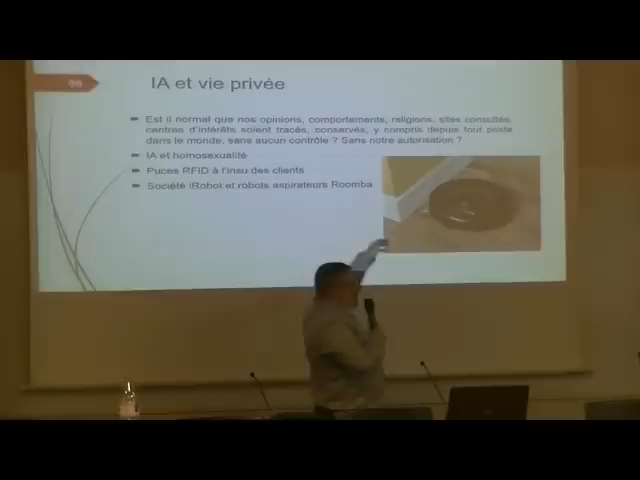 IA et vie privée
Est il normal que nos opinions, comportements, religions, sites consultés,
centres d'intérêts soient tracés, conservés, y compris depuis tout poste
dans le monde, sans aucun contrôle ? Sans notre autorisation ?
IA et homosexualité
Puces RFID à l'insu des clients
Société iRobot et robots aspirateurs Roomba